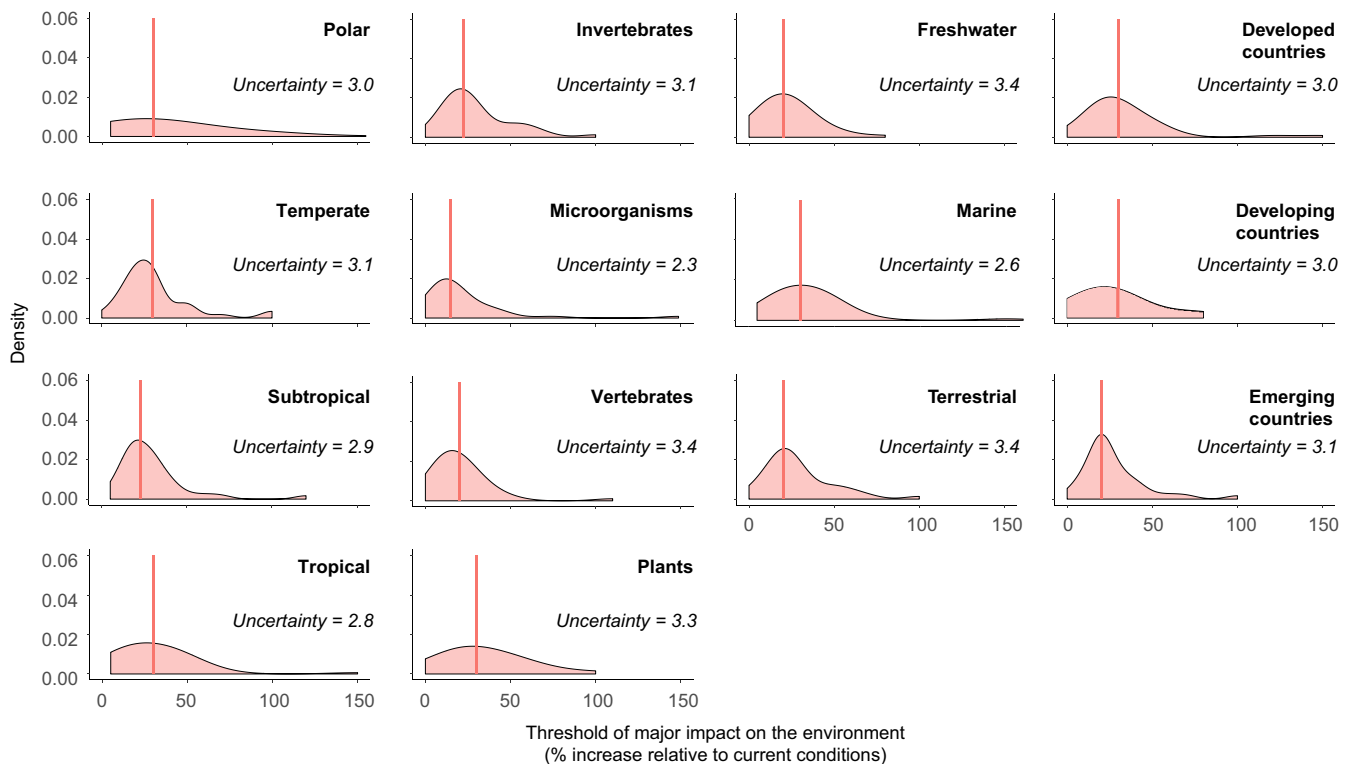 0.06
0.04
0.02
0.00
Polar
Uncertainty = 3.0
Invertebrates
Uncertainty = 3.1
Freshwater
Uncertainty = 3.4
Developed
countries
Uncertainty = 3.0
0.06
0.04
0.02
0.00
Temperate
Uncertainty = 3.1
Microorganisms
Uncertainty = 2.3
Marine
Uncertainty = 2.6
Developing
countries
Uncertainty = 3.0
Density
0.06
0.04
0.02
0.00
Subtropical
Uncertainty = 2.9
Vertebrates
Uncertainty = 3.4
Terrestrial
Uncertainty = 3.4
0 50 100 150
Emerging
countries
Uncertainty = 3.1
0 50 100 150
0.06
0.04
0.02
0.00
Tropical
Uncertainty = 2.8
0 50 100 150
Plants
Uncertainty = 3.3
0 50 100 150
Threshold of major impact on the environment
(% increase relative to current conditions)